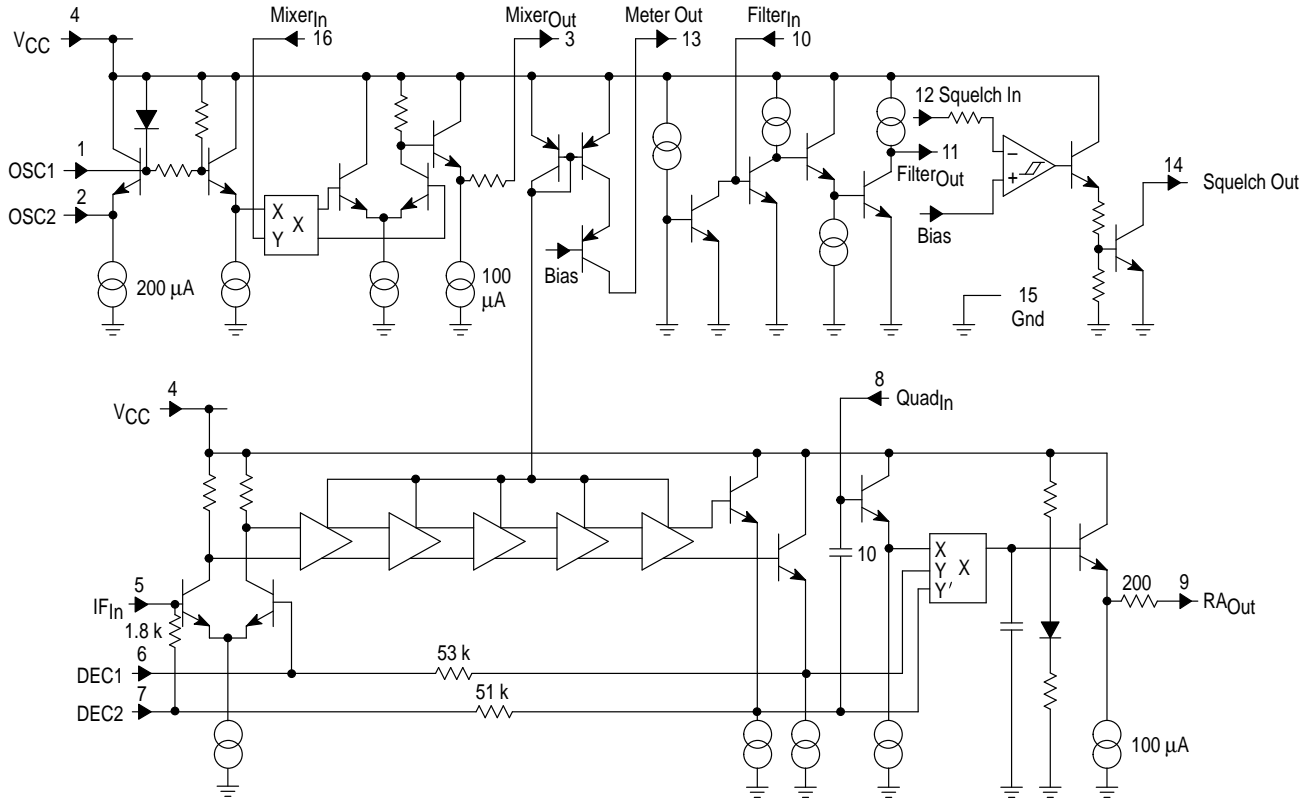 4
VCC
MixerIn
16
MixerOut
3
Meter Out
13
FilterIn
10
12 Squelch In
1
OSC1
2
OSC2
X
Y
X
200 μA
100
μA
Bias
11
FilterOut
Bias
–
+
14
Squelch Out
15
Gnd
4
VCC
8
QuadIn
10
X
Y
Y′
X
5
IFIn
1.8 k
200
9
RAOut
6
DEC1
53 k
7
DEC2
51 k
100 μA